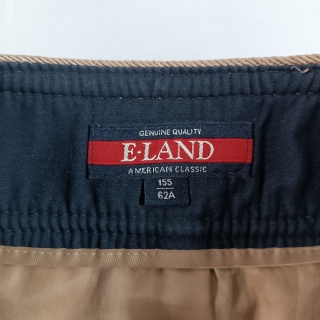 GENUINE QUALITY
E·LAND
AMERICAN CLASSIC
155
62A